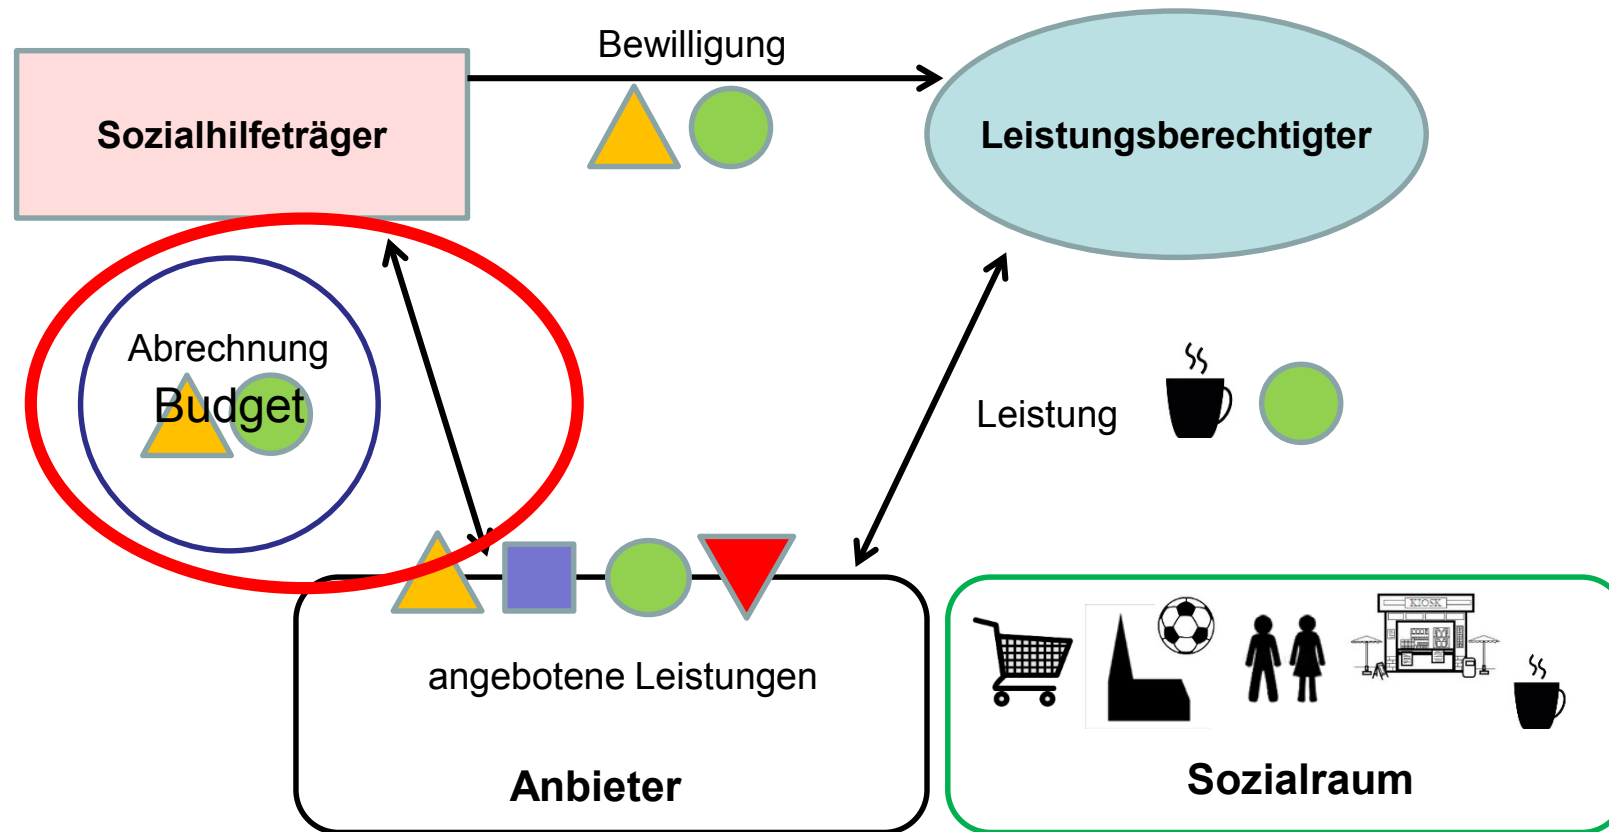 Bewilligung
Sozialhilfeträger
Leistungsberechtigter
Abrechnung
Budget
Leistung
KIOSK
angebotene Leistungen
Anbieter
Sozialraum